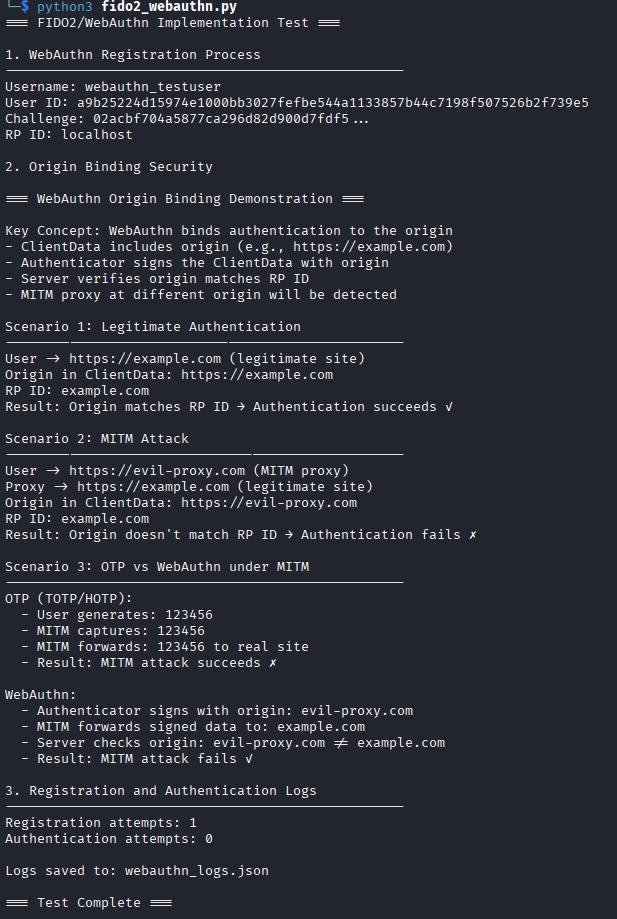 └─$ python3 fido2_webauthn.py
=== FIDO2/WebAuthn Implementation Test ===
1. WebAuthn Registration Process
Username: webauthn_testuser
User ID: a9b25224d15974e1000bb3027fefbe544a1133857b44c7198f507526b2f739e5
Challenge: 02acbf704a5877ca296d82d900d7fdf5...
RP ID: localhost
2. Origin Binding Security
=== WebAuthn Origin Binding Demonstration ===
Key Concept: WebAuthn binds authentication to the origin
- ClientData includes origin (e.g., https://example.com)
- Authenticator signs the ClientData with origin
- Server verifies origin matches RP ID
- MITM proxy at different origin will be detected
Scenario 1: Legitimate Authentication
User → https://example.com (legitimate site)
Origin in ClientData: https://example.com
RP ID: example.com
Result: Origin matches RP ID → Authentication succeeds ✓
Scenario 2: MITM Attack
User → https://evil-proxy.com (MITM proxy)
Proxy → https://example.com (legitimate site)
Origin in ClientData: https://evil-proxy.com
RP ID: example.com
Result: Origin doesn't match RP ID → Authentication fails ✗
Scenario 3: OTP vs WebAuthn under MITM
OTP (TOTP/HOTP):
- User generates: 123456
- MITM captures: 123456
- MITM forwards: 123456 to real site
- Result: MITM attack succeeds ✗
WebAuthn:
- Authenticator signs with origin: evil-proxy.com
- MITM forwards signed data to: example.com
- Server checks origin: evil-proxy.com ≠ example.com
- Result: MITM attack fails ✓
3. Registration and Authentication Logs
Registration attempts: 1
Authentication attempts: 0
Logs saved to: webauthn_logs.json
=== Test Complete ===